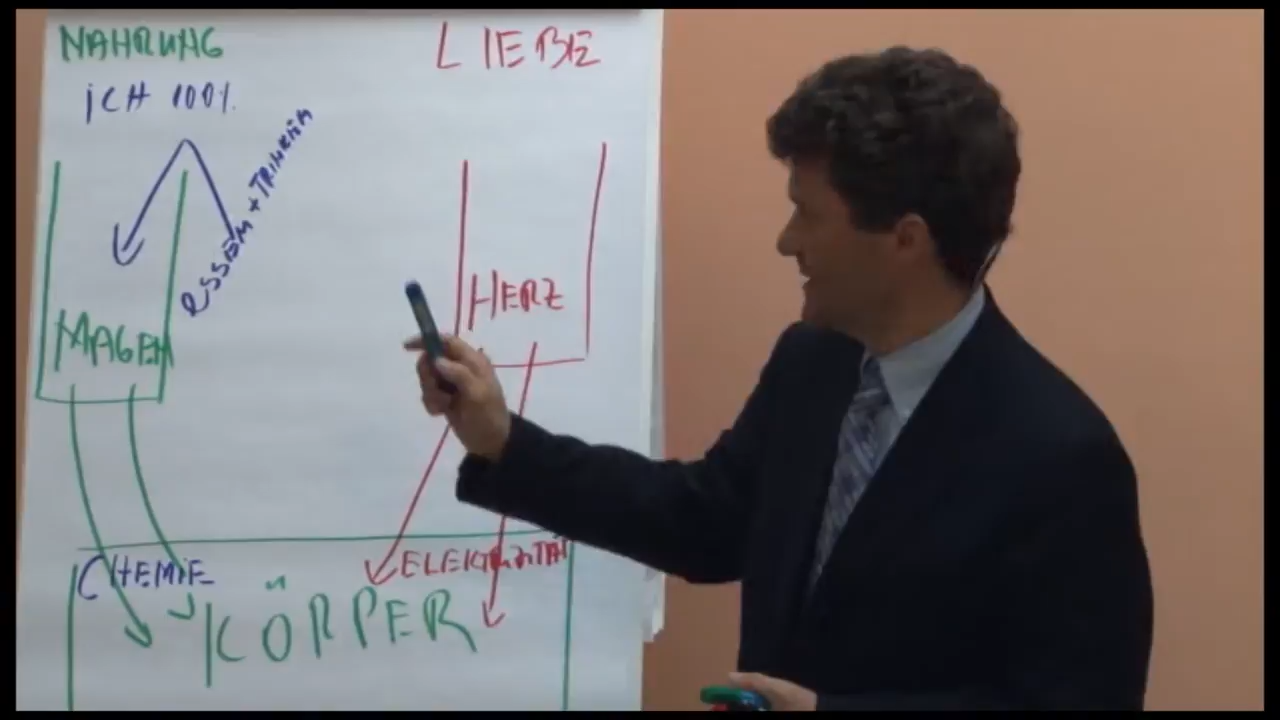 NAHRUNG
LIEBE
iCH 100%
eSSEN + TRINKEN
HERZ
MAGEN
CHEMiE
ELEKTRIZITÄT
KÖRPER